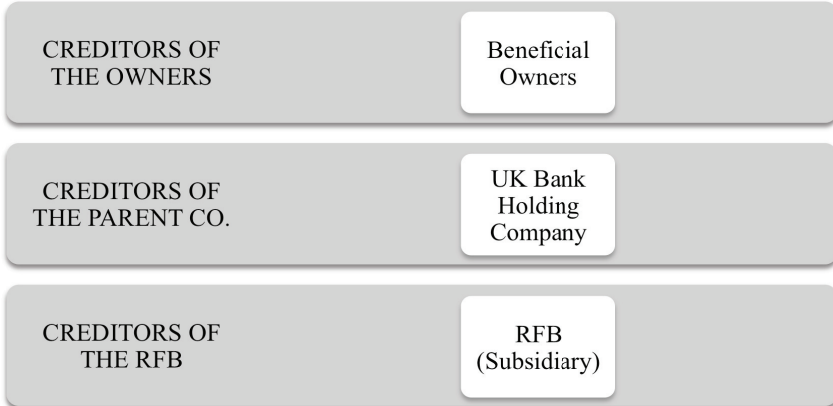 CREDITORS OF
THE OWNERS
Beneficial
Owners
CREDITORS OF
THE PARENT CO.
UK Bank
Holding
Company
CREDITORS OF
THE RFB
RFB
(Subsidiary)